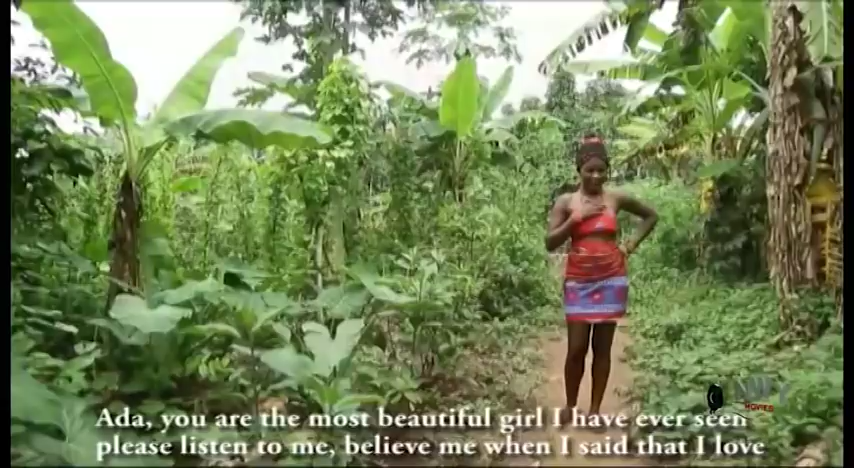 MOVIES
Ada, you are the most beautiful girl I have ever seen
please listen to me, believe me when I said that I love